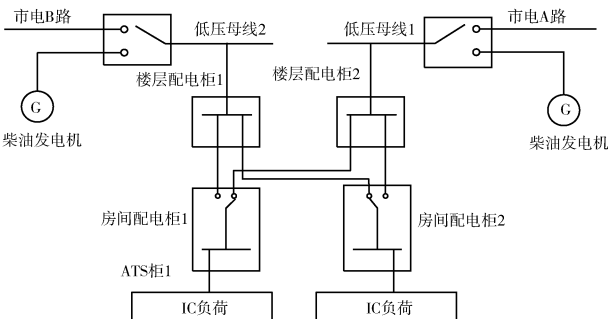 市电B路
低压母线2
低压母线1
市电A路
楼层配电柜1
楼层配电柜2
G
G
柴油发电机
柴油发电机
房间配电柜1
房间配电柜2
ATS柜1
IC负荷
IC负荷